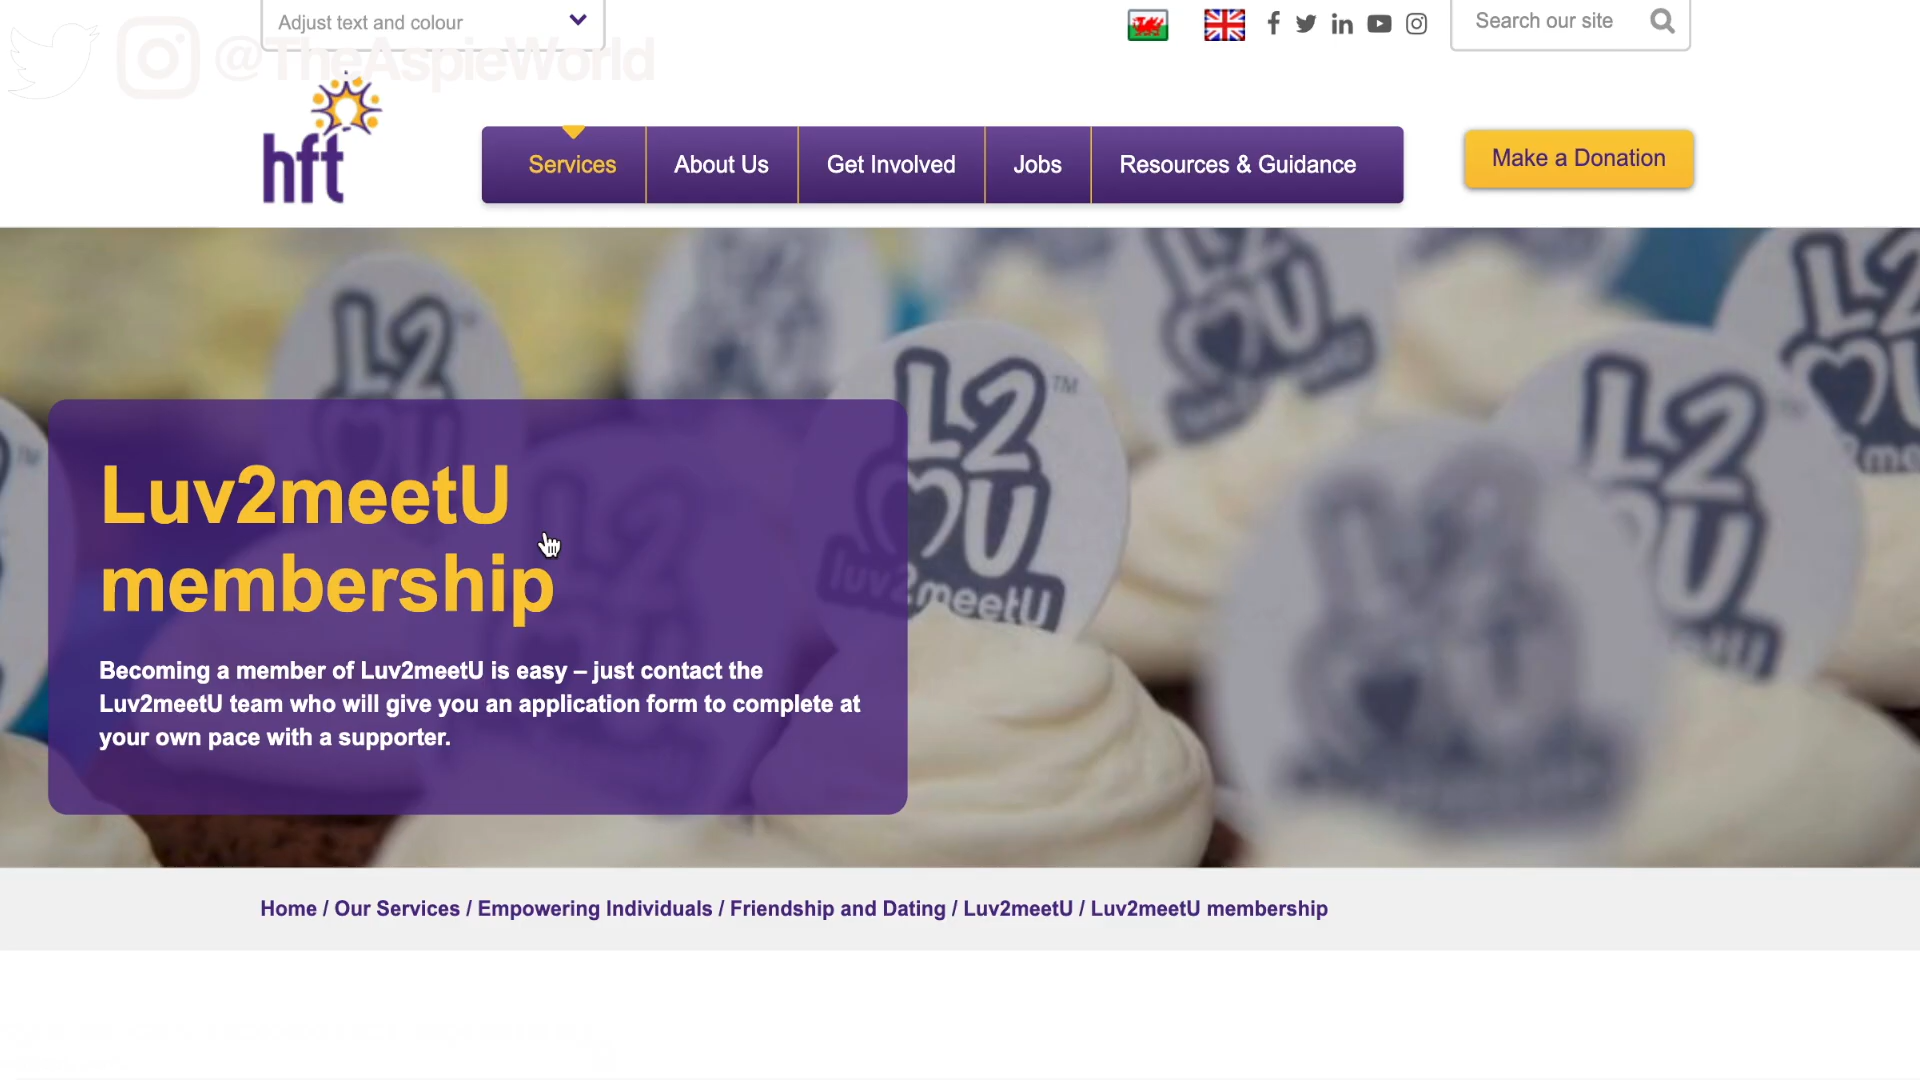 Adjust text and colour
Search our site
@TheAspieWorld
hft
Services
About Us
Get Involved
Jobs
Resources & Guidance
Make a Donation
L2
U
luv2meetU
TM
Luv2meetU
membership
Becoming a member of Luv2meetU is easy – just contact the
Luv2meetU team who will give you an application form to complete at
your own pace with a supporter.
Home / Our Services / Empowering Individuals / Friendship and Dating / Luv2meetU / Luv2meetU membership